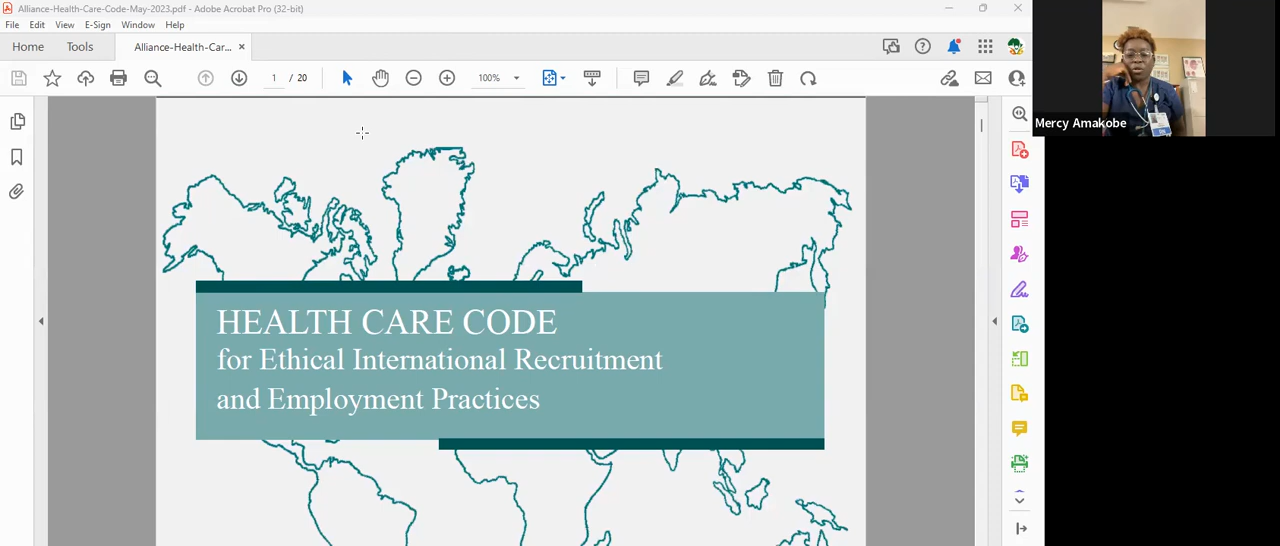 Alliance-Health-Care-Code-May-2023.pdf - Adobe Acrobat Pro (32-bit)
File Edit View E-Sign Window Help
Home Tools Alliance-Health-Car... ×
1 / 20 100%
HEALTH CARE CODE
for Ethical International Recruitment
and Employment Practices
Mercy Amakobe